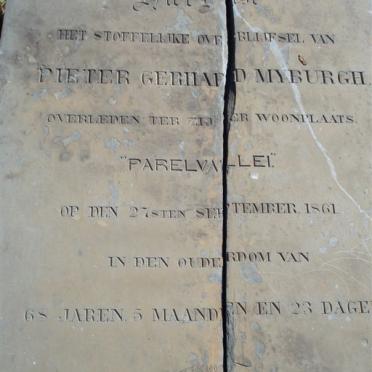 HET STOFFELIJKE OVERBLIJFSEL VAN
PIETER GERHARD MYBURGH.
OVERLEDEN TER ZIJNER WOONPLAATS.
"PARELVALLEI."
OP DEN 27STEN SEPTEMBER. 1861
IN DEN OUDERDOM VAN
68 JAREN. 5 MAANDEN EN 23 DAGE